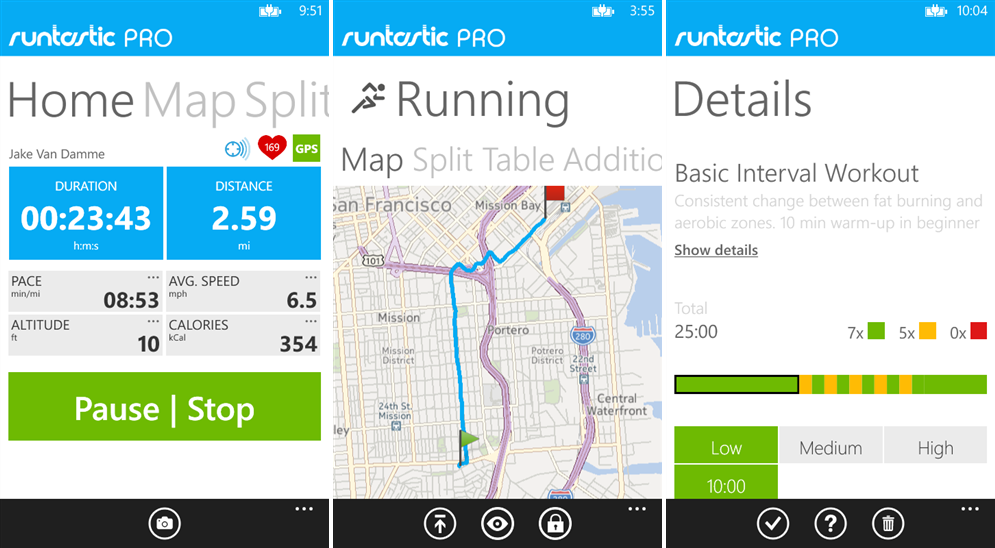 9:51
runtastic PRO
Home Map Split
Jake Van Damme
169
GPS
DURATION
00:23:43
h:m:s
DISTANCE
2.59
mi
PACE
min/mi
08:53
AVG. SPEED
mph
6.5
ALTITUDE
ft
10
CALORIES
kCal
354
Pause | Stop
3:55
runtastic PRO
Running
Map Split Table Additio
San Francisco
Mission Bay
101
Mission
Portero
Mission
District
Potrero
District
280
22nd
Street
24th St.
Mission
Central
Waterfront
ley
280
10:04
runtastic PRO
Details
Basic Interval Workout
Consistent change between fat burning and
aerobic zones. 10 min warm-up in beginner
Show details
Total
25:00
7x
5x
0x
Low
Medium
High
10:00